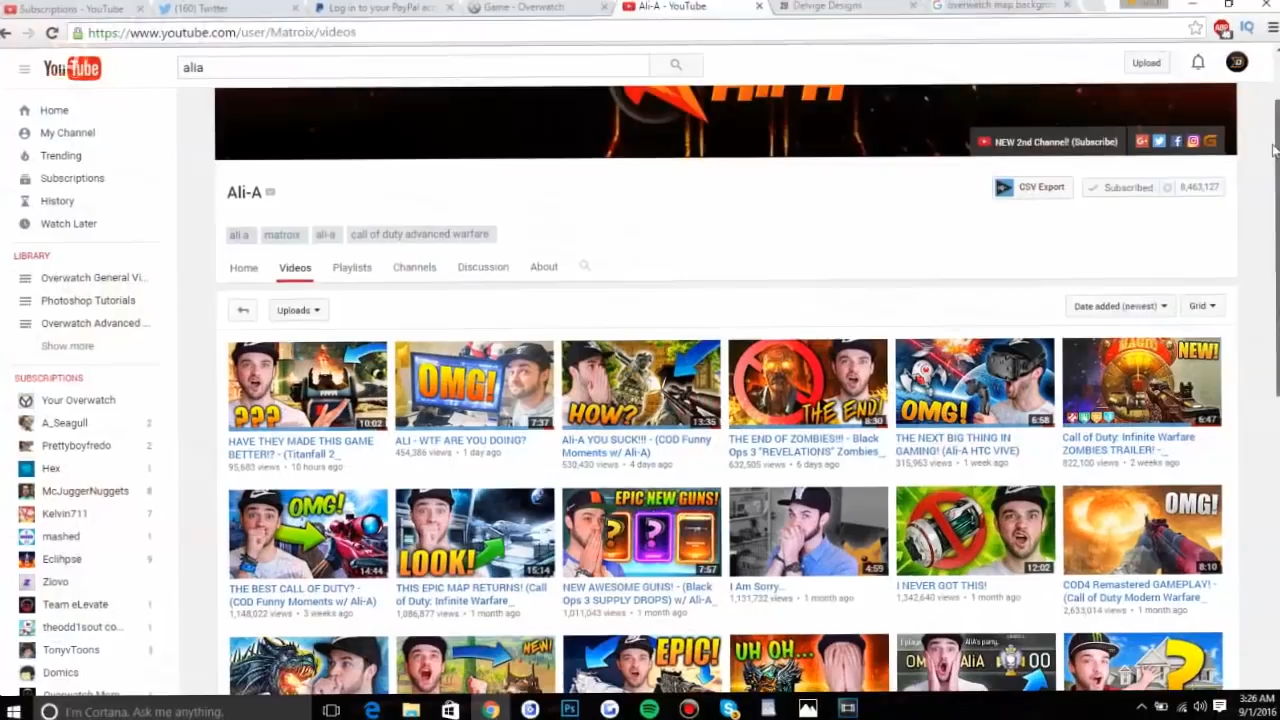 Subscriptions - YouTube
(160) Twitter
Log in to your PayPal acc
Game - Overwatch
Ali-A - YouTube
Delvige Designs
overwatch map backgro
https://www.youtube.com/user/Matroix/videos
YouTube
alia
Upload
Home
My Channel
Trending
Subscriptions
History
Watch Later
LIBRARY
Overwatch General Vi...
Photoshop Tutorials
Overwatch Advanced ...
Show more
SUBSCRIPTIONS
Your Overwatch
A_Seagull 2
Prettyboyfredo 2
Hex
McJuggerNuggets 8
Kelvin711 7
mashed
Eclihpse 9
Ziovo
Team eLevate
theodd1sout co...
TonyvToons
Domics
NEW 2nd Channel! (Subscribe)
Ali-A
CSV Export
Subscribed 8,463,127
ali a matroix ali-a call of duty advanced warfare
Home Videos Playlists Channels Discussion About
Uploads
Date added (newest) Grid
???
10:02
OMG!
7:37
HOW?
13:35
THE END!
8:30
OMG!
6:58
NEW!
6:47
HAVE THEY MADE THIS GAME
BETTER!? - (Titanfall 2_
95,683 views • 10 hours ago
ALI - WTF ARE YOU DOING?
454,386 views • 1 day ago
Ali-A YOU SUCK!!! - (COD Funny
Moments w/ Ali-A)
530,430 views • 4 days ago
THE END OF ZOMBIES!!! - Black
Ops 3 "REVELATIONS" Zombies_
632,505 views • 6 days ago
THE NEXT BIG THING IN
GAMING! (Ali-A HTC VIVE)
315,963 views • 1 week ago
Call of Duty: Infinite Warfare
ZOMBIES TRAILER! -_
822,100 views • 2 weeks ago
OMG!
14:44
LOOK!
15:14
EPIC NEW GUNS!
7:57
4:59
12:02
OMG!
8:10
THE BEST CALL OF DUTY? -
(COD Funny Moments w/ Ali-A)
1,148,022 views • 3 weeks ago
THIS EPIC MAP RETURNS! (Call
of Duty: Infinite Warfare_
1,086,877 views • 1 month ago
NEW AWESOME GUNS! - (Black
Ops 3 SUPPLY DROPS) w/ Ali-A_
1,011,043 views • 1 month ago
I Am Sorry...
1,131,732 views • 1 month ago
I NEVER GOT THIS!
1,342,640 views • 1 month ago
COD4 Remastered GAMEPLAY! -
(Call of Duty Modern Warfare_
2,633,014 views • 1 month ago
NEW!
EPIC!
UH OH...
?
I'm Cortana. Ask me anything.
3:26 AM
9/1/2016